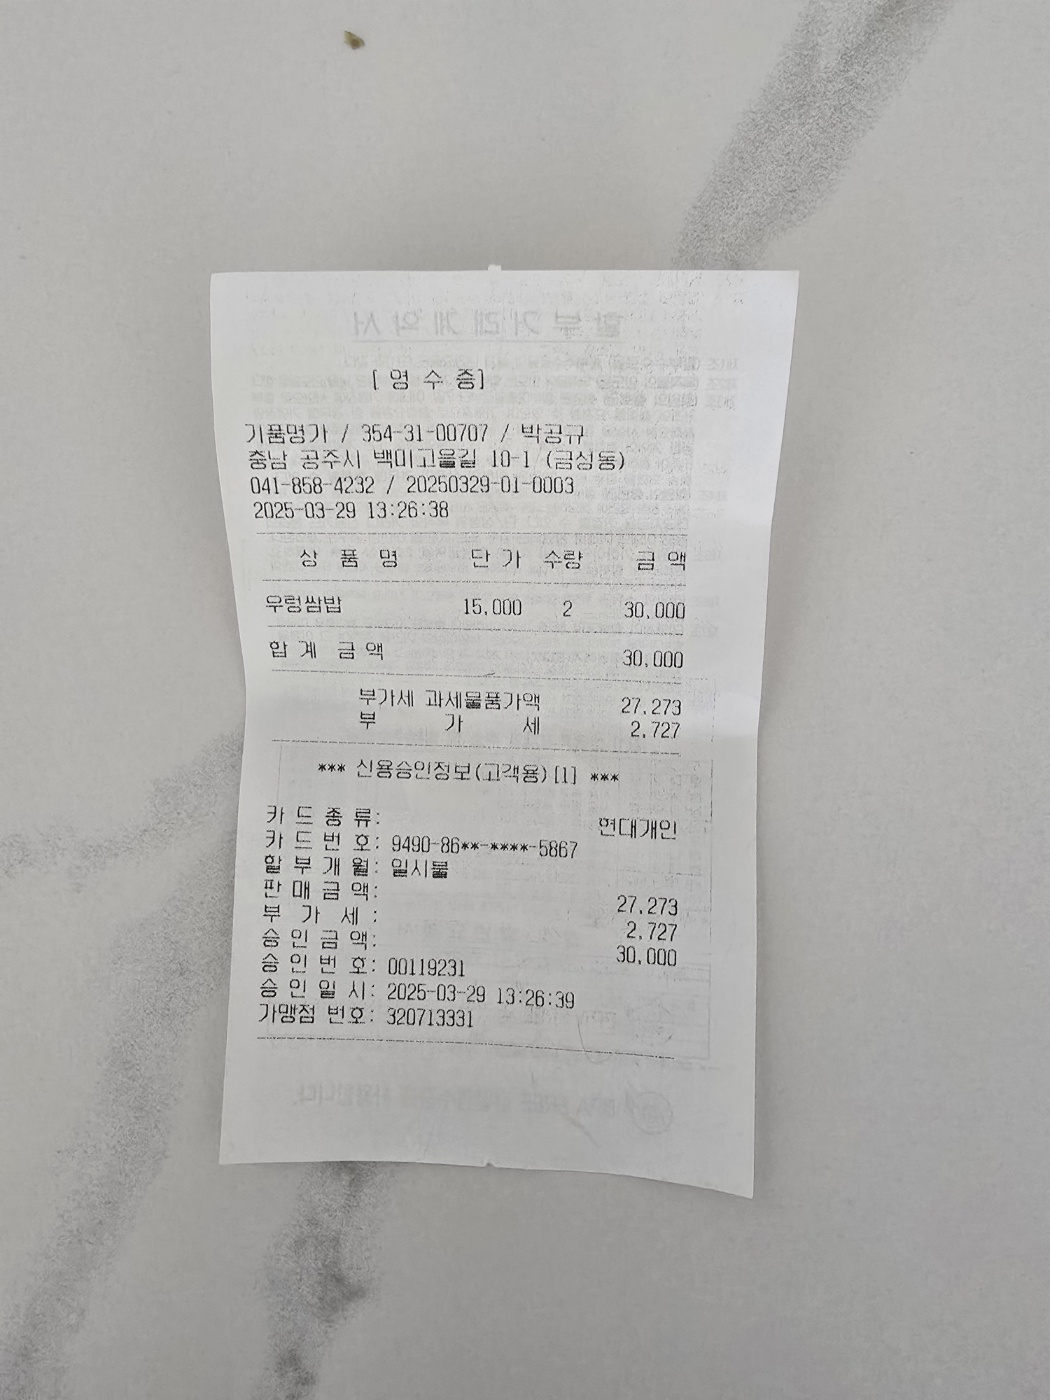 [ 영 수 증]
기품명가 / 354-31-00707 / 박공규
충남 공주시 백미고을길 10-1 (금성동)
041-858-4232 / 20250329-01-0003
2025-03-29 13:26:38
상 품 명 단 가 수량 금 액
우렁쌈밥 15,000 2 30,000
합 계 금 액 30,000
부가세 과세물품가액 27,273
부 가 세 2,727
*** 신용승인정보(고객용)[1] ***
카 드 종 류: 현대개인
카 드 번 호: 9490-86**-****-5867
할 부 개 월: 일시불
판 매 금 액: 27,273
부 가 세 : 2,727
승 인 금 액: 30,000
승 인 번 호: 00119231
승 인 일 시: 2025-03-29 13:26:39
가맹점 번호: 320713331